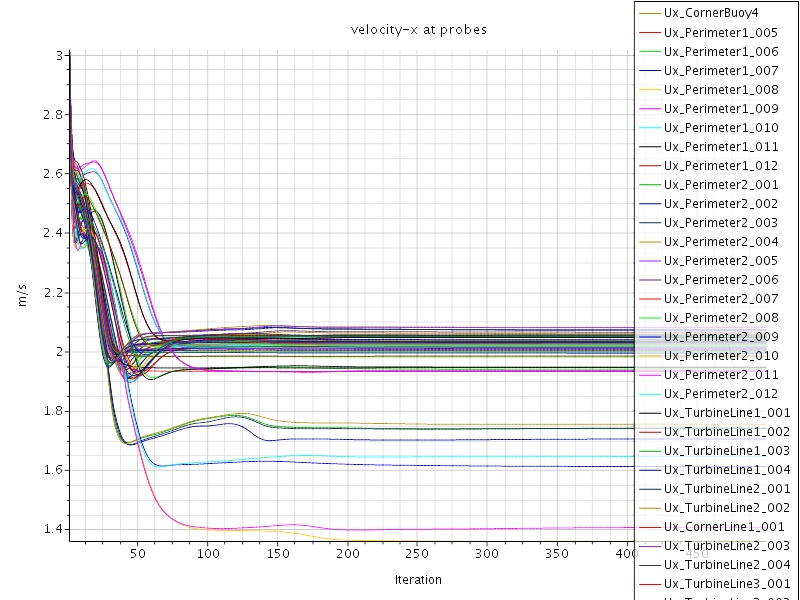 velocity-x at probes
3
2.8
2.6
2.4
2.2
2
1.8
1.6
1.4
m/s
50
100
150
200
250
300
350
400
450
Iteration
Ux_CornerBuoy4
Ux_Perimeter1_005
Ux_Perimeter1_006
Ux_Perimeter1_007
Ux_Perimeter1_008
Ux_Perimeter1_009
Ux_Perimeter1_010
Ux_Perimeter1_011
Ux_Perimeter1_012
Ux_Perimeter2_001
Ux_Perimeter2_002
Ux_Perimeter2_003
Ux_Perimeter2_004
Ux_Perimeter2_005
Ux_Perimeter2_006
Ux_Perimeter2_007
Ux_Perimeter2_008
Ux_Perimeter2_009
Ux_Perimeter2_010
Ux_Perimeter2_011
Ux_Perimeter2_012
Ux_TurbineLine1_001
Ux_TurbineLine1_002
Ux_TurbineLine1_003
Ux_TurbineLine1_004
Ux_TurbineLine2_001
Ux_TurbineLine2_002
Ux_CornerLine1_001
Ux_TurbineLine2_003
Ux_TurbineLine2_004
Ux_TurbineLine3_001